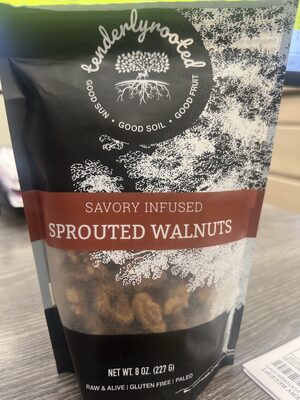 tenderlyrooted
GOOD SUN • GOOD SOIL • GOOD FRUIT
SAVORY INFUSED
SPROUTED WALNUTS
NET WT. 8 OZ. (227 G)
RAW & ALIVE | GLUTEN FREE | PALEO